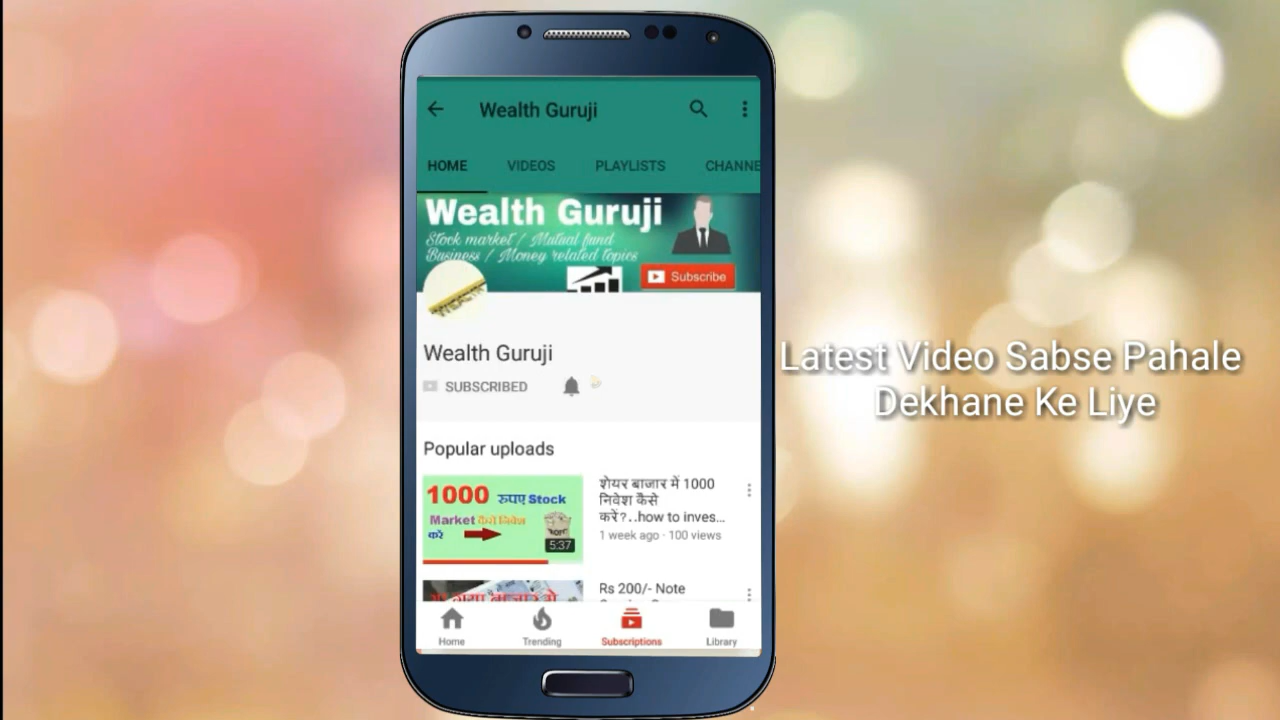 Wealth Guruji
HOME VIDEOS PLAYLISTS CHANNE
Wealth Guruji
Stock market / Mutual fund
Business / Money related topics
Subscribe
WEALTH
Wealth Guruji
SUBSCRIBED
Popular uploads
1000 रुपए Stock
Market कैसे निवेश
करें
5:37
शेयर बाजार में 1000
निवेश कैसे
करें?..how to inves...
1 week ago · 100 views
Rs 200/- Note
Home Trending Subscriptions Library
Latest Video Sabse Pahale
Dekhane Ke Liye